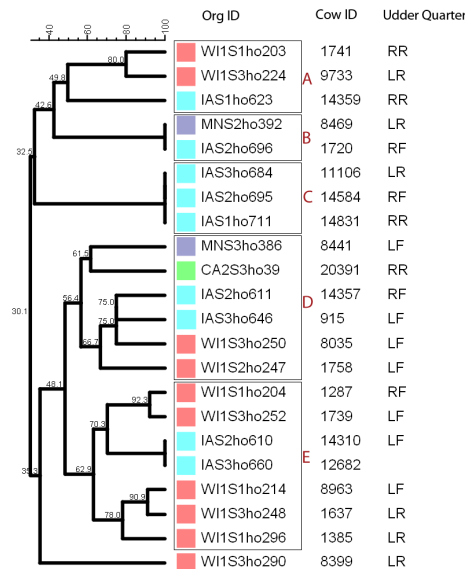 Org ID Cow ID Udder Quarter
40 60 80 100
WI1S1ho203 1741 RR
80.0
WI1S3ho224 9733 LR
49.8 A
IAS1ho623 14359 RR
42.6
MNS2ho392 8469 LR
B
IAS2ho696 1720 RF
32.5
IAS3ho684 11106 LR
IAS2ho695 C 14584 RF
IAS1ho711 14831 RR
MNS3ho386 8441 LF
61.5
CA2S3ho39 20391 RR
IAS2ho611 14357 RF
56.4 75.0 D
30.1
IAS3ho646 915 LF
75.0
WI1S3ho250 8035 LF
66.7
WI1S2ho247 1758 LF
48.1
WI1S1ho204 1287 RF
92.3
WI1S3ho252 1739 LF
70.3
IAS2ho610 14310 LF
E
IAS3ho660 12682
35.3 62.9
WI1S1ho214 8963 LF
90.9
WI1S3ho248 1637 LR
78.0
WI1S1ho296 1385 LR
WI1S3ho290 8399 LR